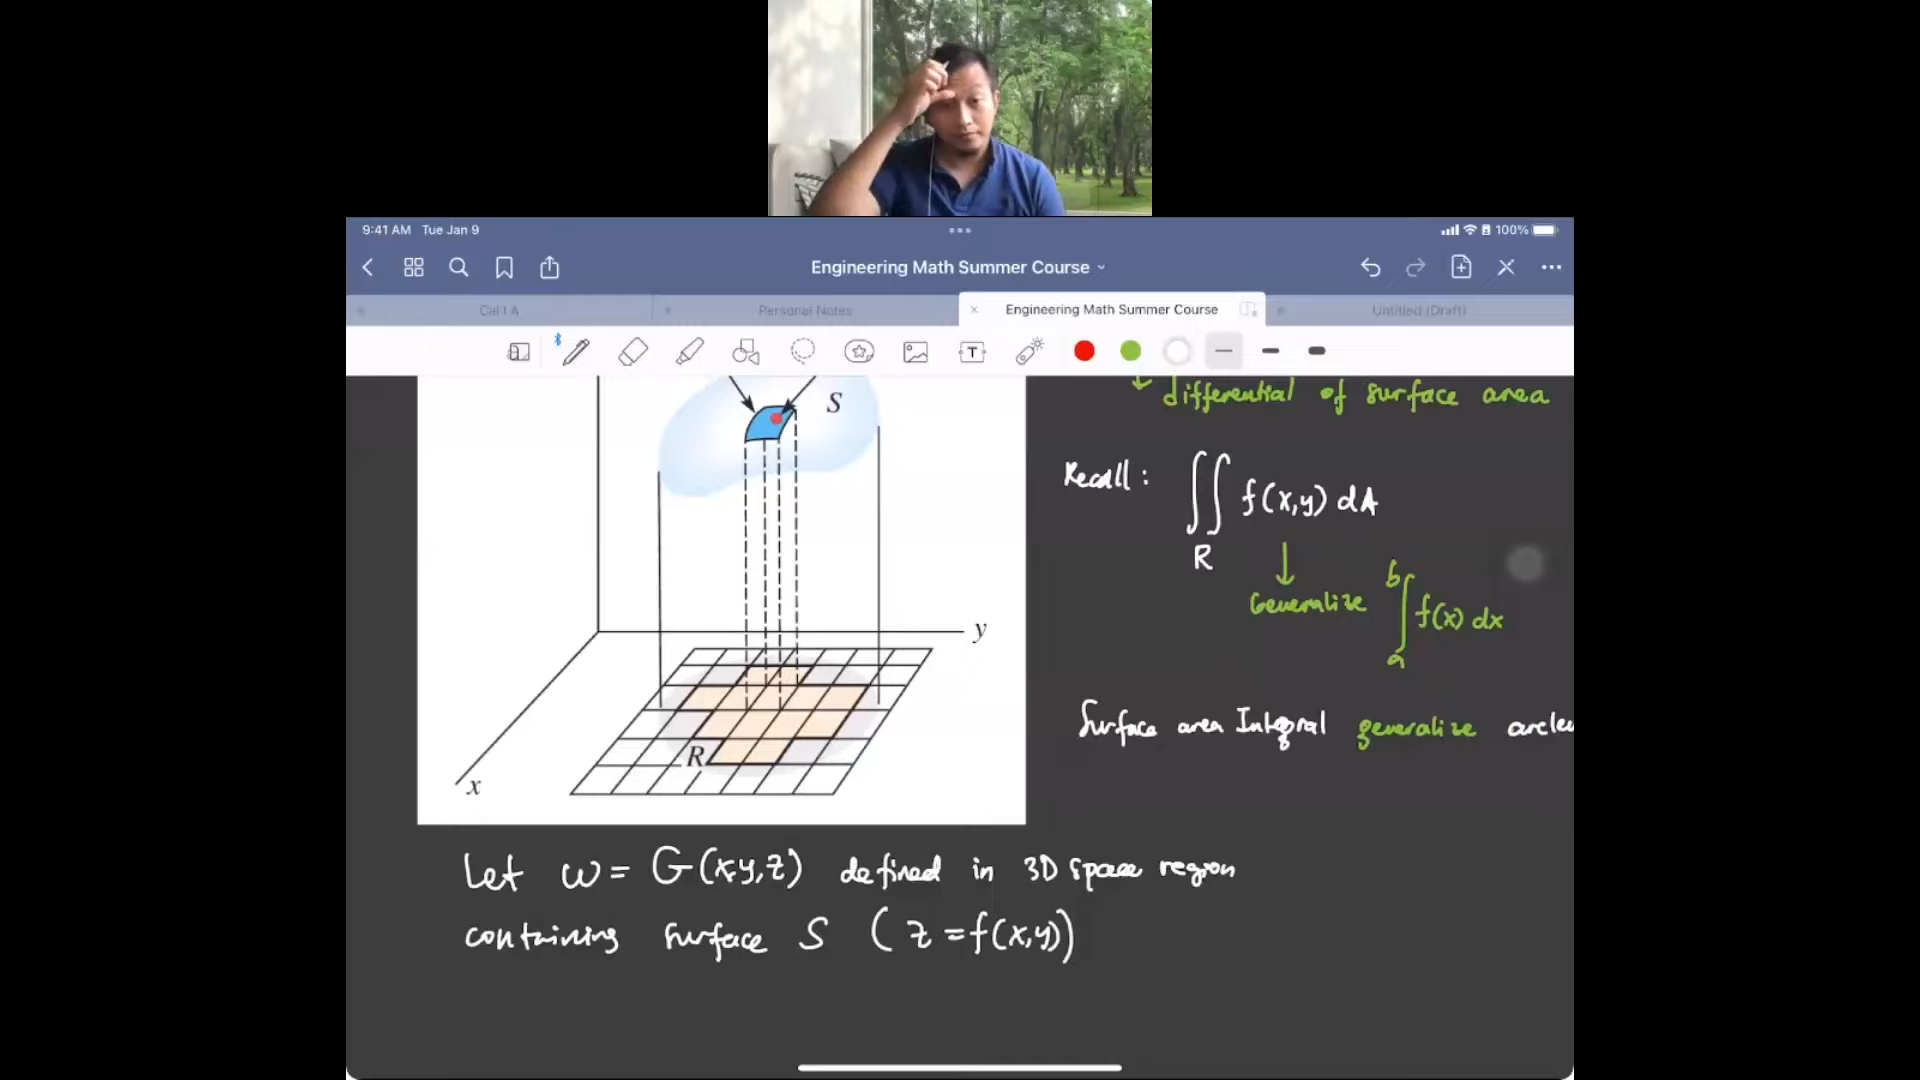 9:41 AM Tue Jan 9
100%
Engineering Math Summer Course
Cal I A
Personal Notes
Engineering Math Summer Course
Untitled (Draft)
T
S
y
R
x
differential of surface area
Recall : ∬ f(x,y) dA
R
Generalize ∫ f(x) dx
b
a
Surface area Integral generalize arcle
Let w = G(x,y,z) defined in 3D space region
containing surface S ( z = f(x,y))